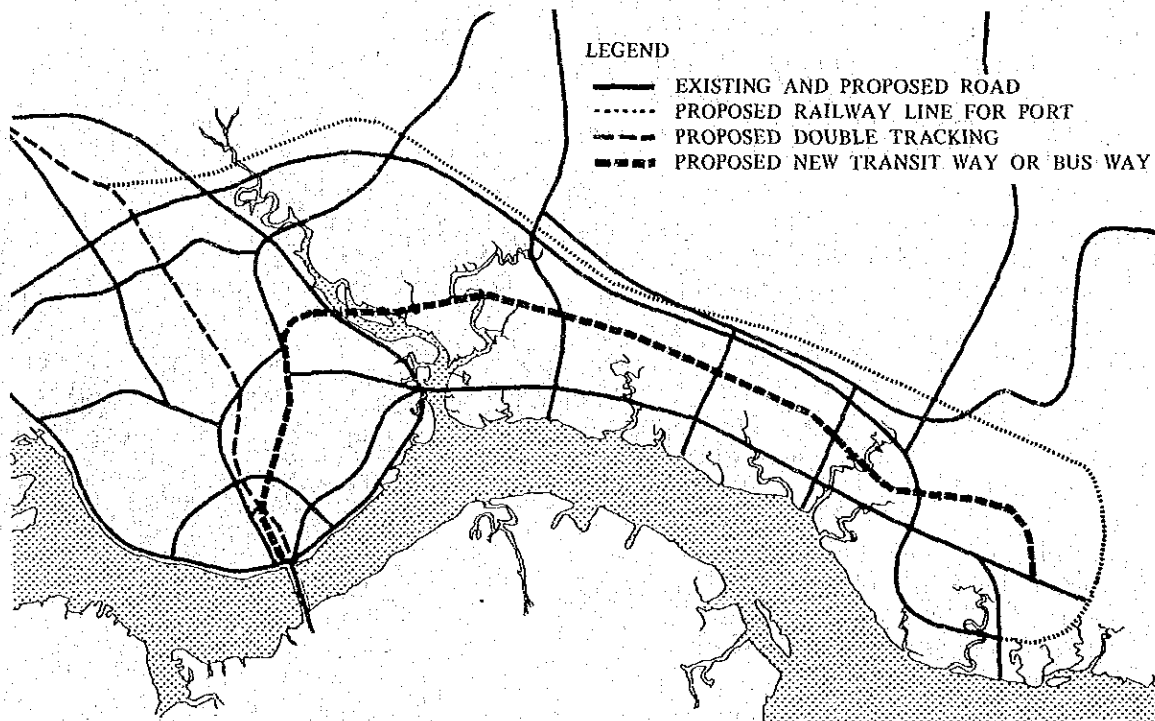 LEGEND
EXISTING AND PROPOSED ROAD
PROPOSED RAILWAY LINE FOR PORT
PROPOSED DOUBLE TRACKING
PROPOSED NEW TRANSIT WAY OR BUS WAY